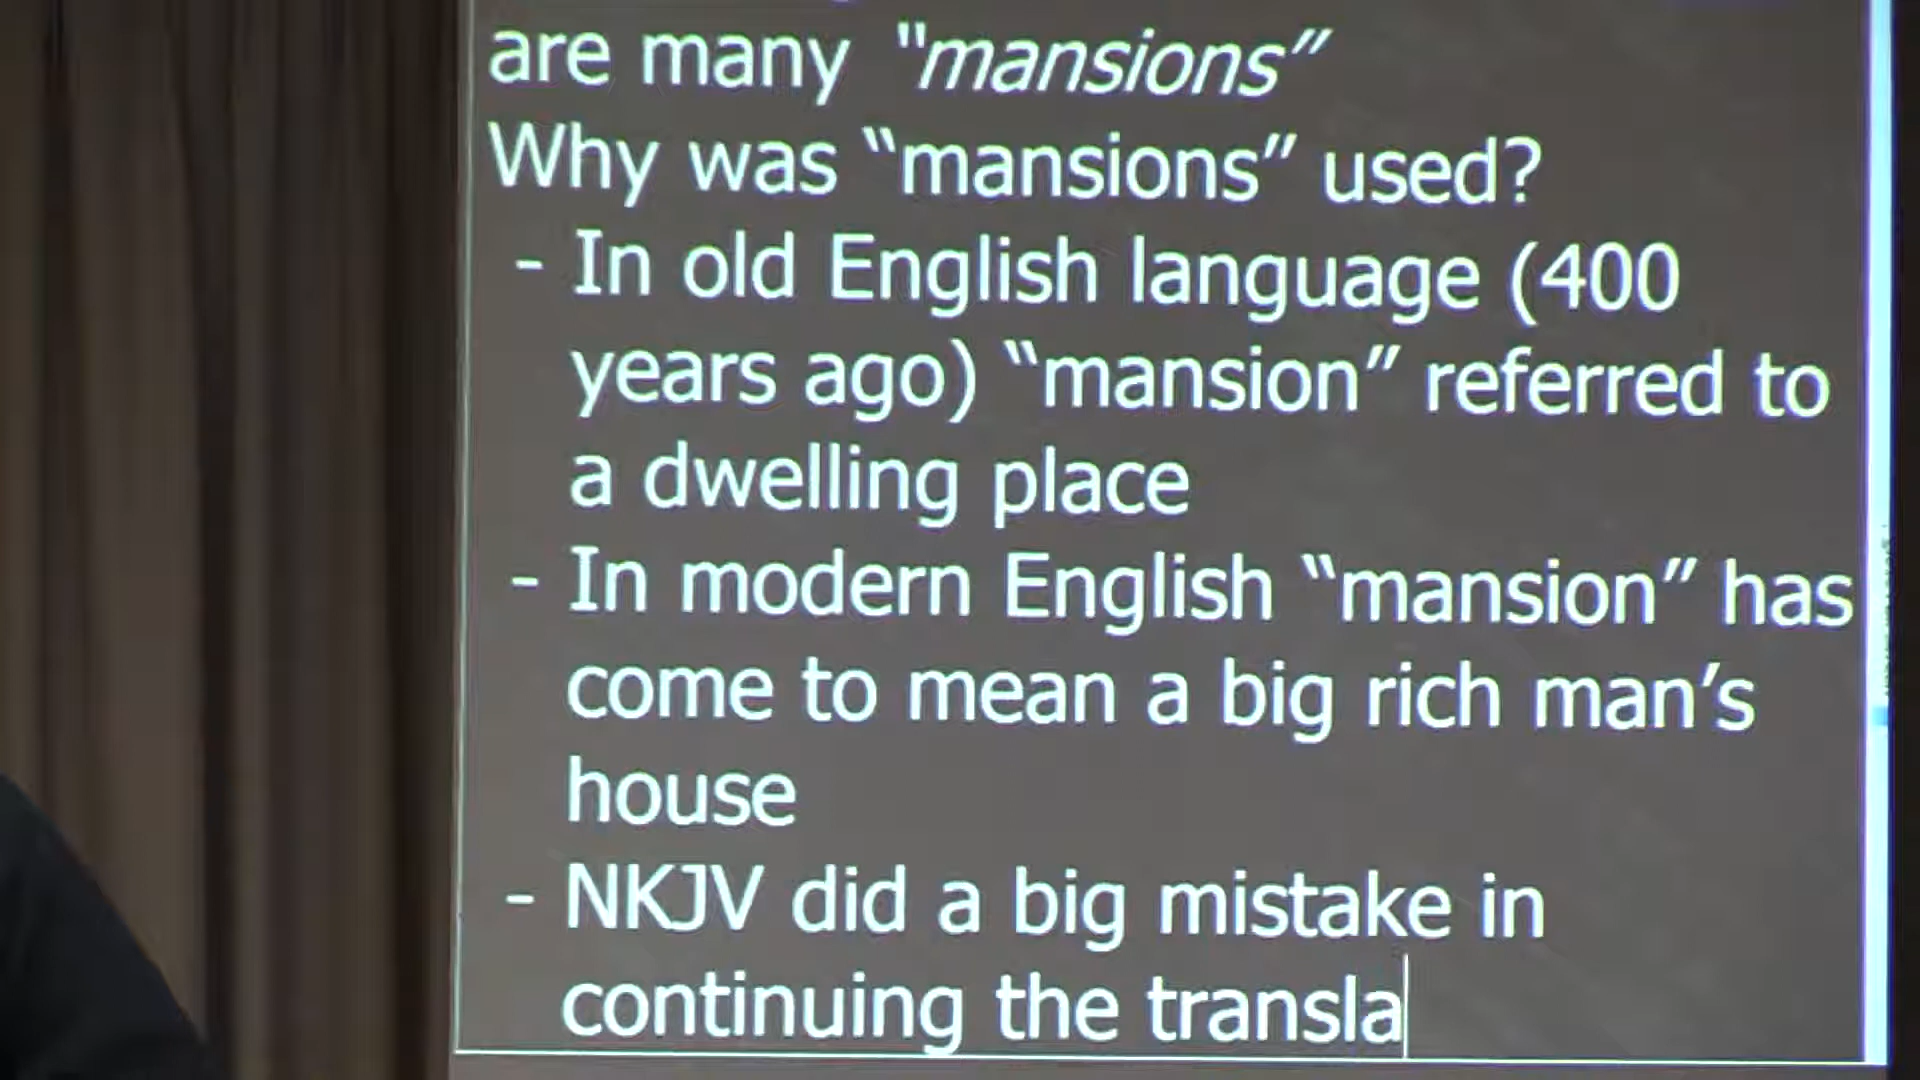 are many “mansions”
Why was “mansions” used?
- In old English language (400
years ago) “mansion” referred to
a dwelling place
- In modern English “mansion” has
come to mean a big rich man’s
house
- NKJV did a big mistake in
continuing the transla